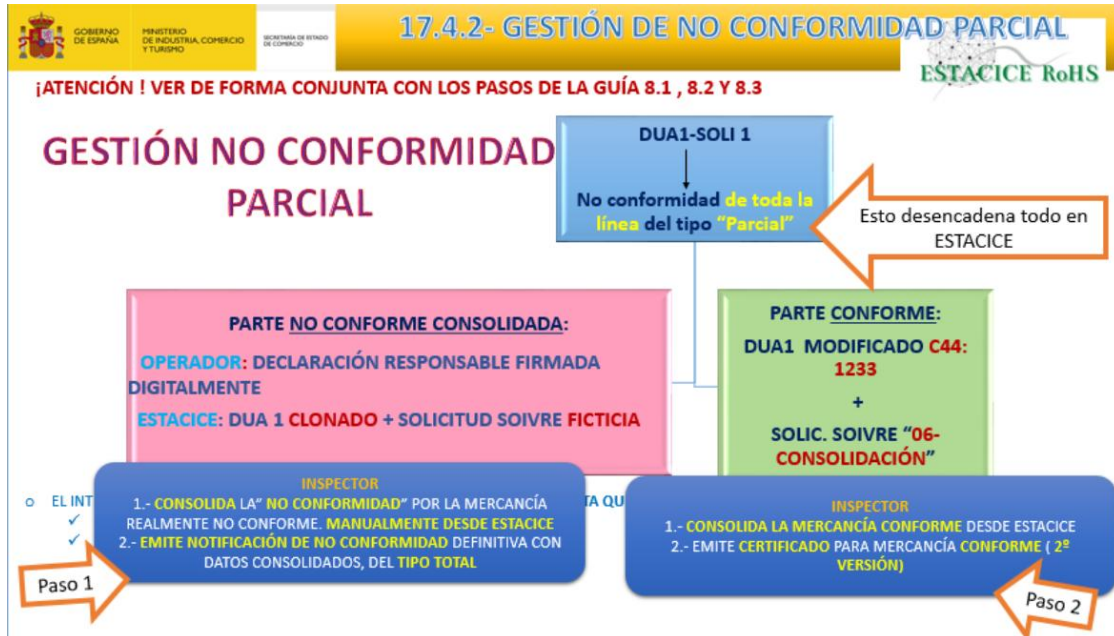 GOBIERNO
DE ESPAÑA
MINISTERIO
DE INDUSTRIA, COMERCIO
Y TURISMO
SECRETARÍA DE ESTADO
DE COMERCIO
17.4.2- GESTIÓN DE NO CONFORMIDAD PARCIAL
ESTACICE RoHS
¡ATENCIÓN ! VER DE FORMA CONJUNTA CON LOS PASOS DE LA GUÍA 8.1 , 8.2 Y 8.3
GESTIÓN NO CONFORMIDAD
PARCIAL
DUA1-SOLI 1
No conformidad de toda la
línea del tipo “Parcial”
Esto desencadena todo en
ESTACICE
PARTE NO CONFORME CONSOLIDADA:
OPERADOR: DECLARACIÓN RESPONSABLE FIRMADA
DIGITALMENTE
ESTACICE: DUA 1 CLONADO + SOLICITUD SOIVRE FICTICIA
PARTE CONFORME:
DUA1 MODIFICADO C44:
1233
+
SOLIC. SOIVRE “06-
CONSOLIDACIÓN”
EL INT
TA QU
INSPECTOR
1.- CONSOLIDA LA“ NO CONFORMIDAD” POR LA MERCANCÍA
REALMENTE NO CONFORME. MANUALMENTE DESDE ESTACICE
2.- EMITE NOTIFICACIÓN DE NO CONFORMIDAD DEFINITIVA CON
DATOS CONSOLIDADOS, DEL TIPO TOTAL
Paso 1
INSPECTOR
1.- CONSOLIDA LA MERCANCÍA CONFORME DESDE ESTACICE
2.- EMITE CERTIFICADO PARA MERCANCÍA CONFORME ( 2º
VERSIÓN)
Paso 2